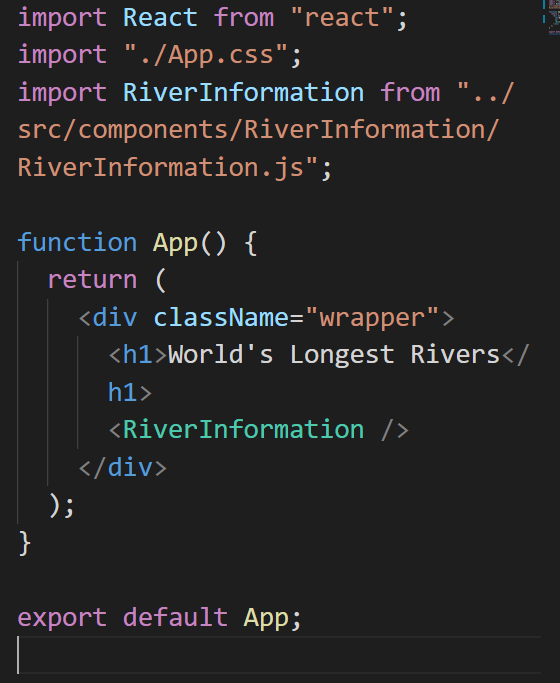 import React from "react";
import "./App.css";
import RiverInformation from "../
src/components/RiverInformation/
RiverInformation.js";

function App() {
  return (
    <div className="wrapper">
      <h1>World's Longest Rivers</
      h1>
      <RiverInformation />
    </div>
  );
}

export default App;